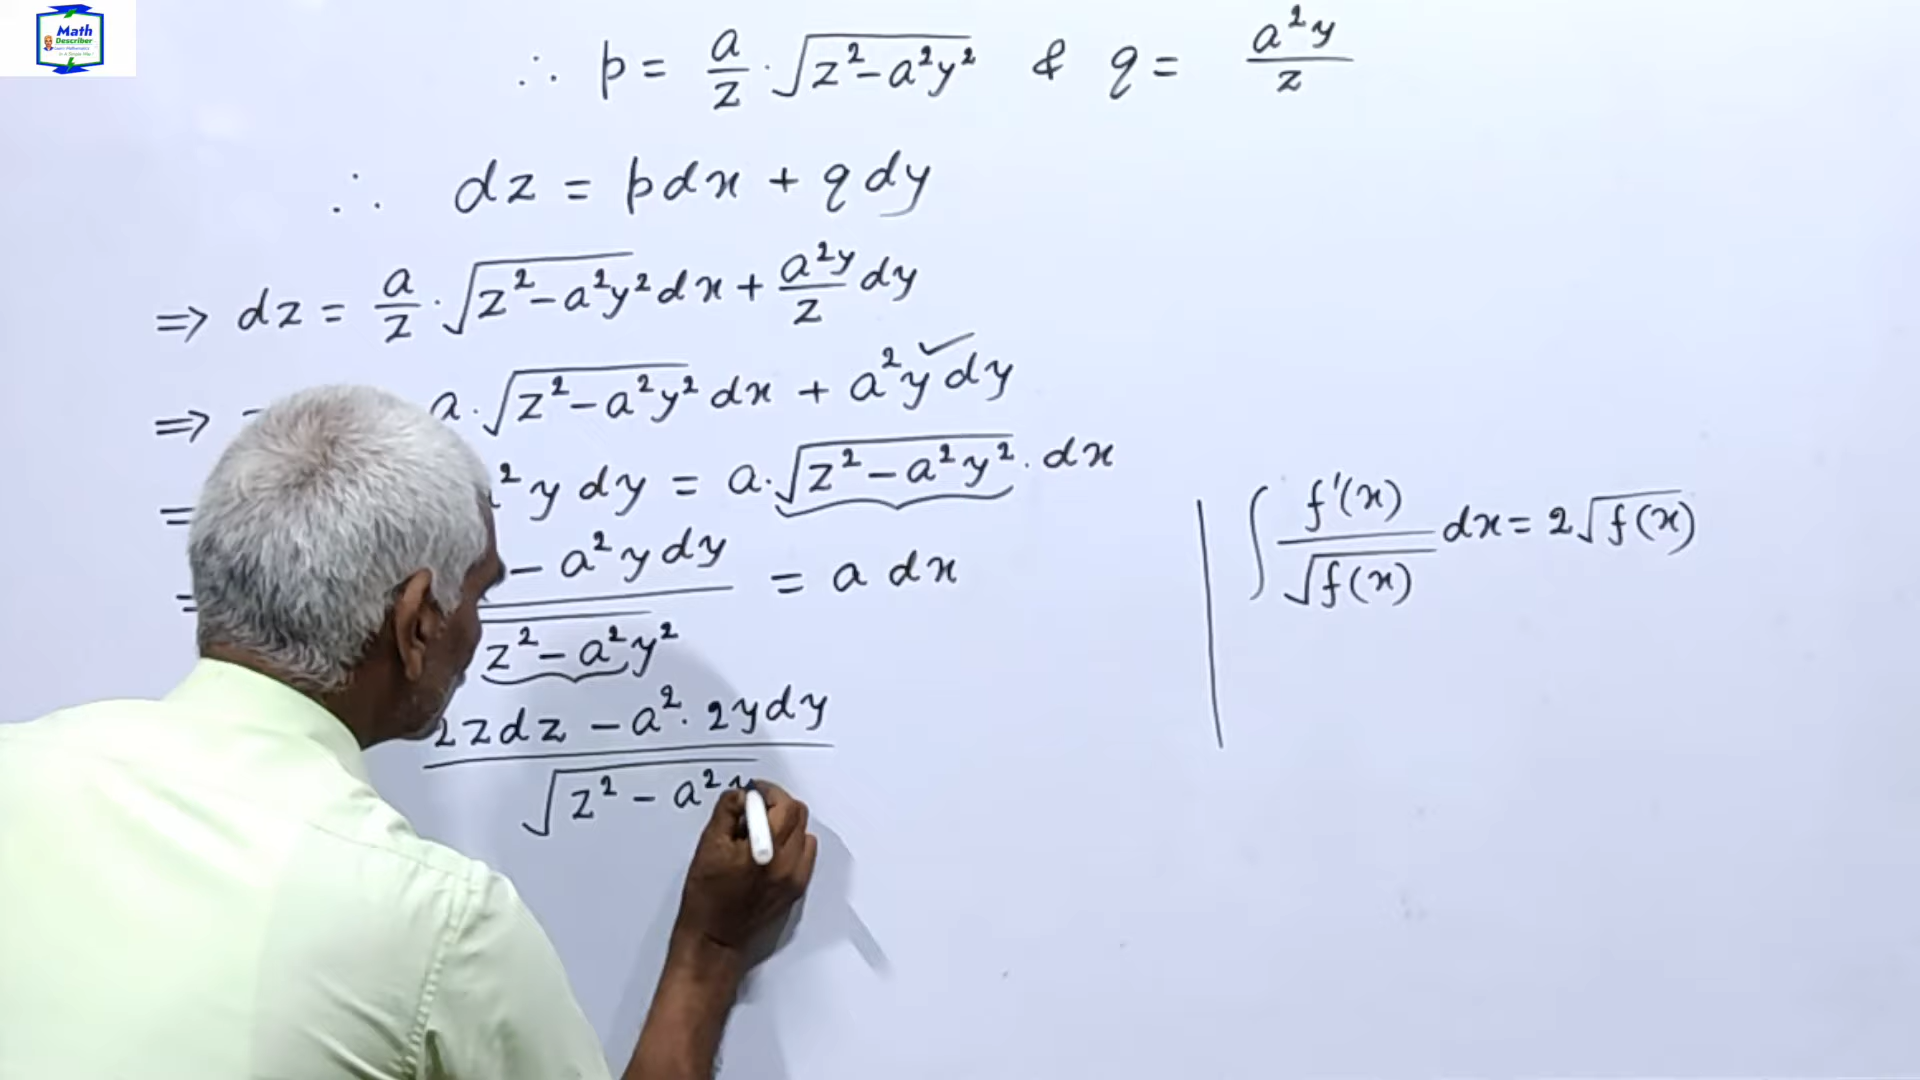 Math
Describer
∴ p = a/z · √(z² - a²y²) & q = a²y/z
∴ dz = p dx + q dy
⇒ dz = a/z · √(z² - a²y²) dx + a²y/z dy
⇒ a · √(z² - a²y²) dx + a²y dy
= ² y dy = a · √(z² - a²y²) · dx
= - a² y dy / z² - a²y² = a dx
2z dz - a² · 2y dy / √(z² - a²y
∫ f'(x)/√f(x) dx = 2√f(x)